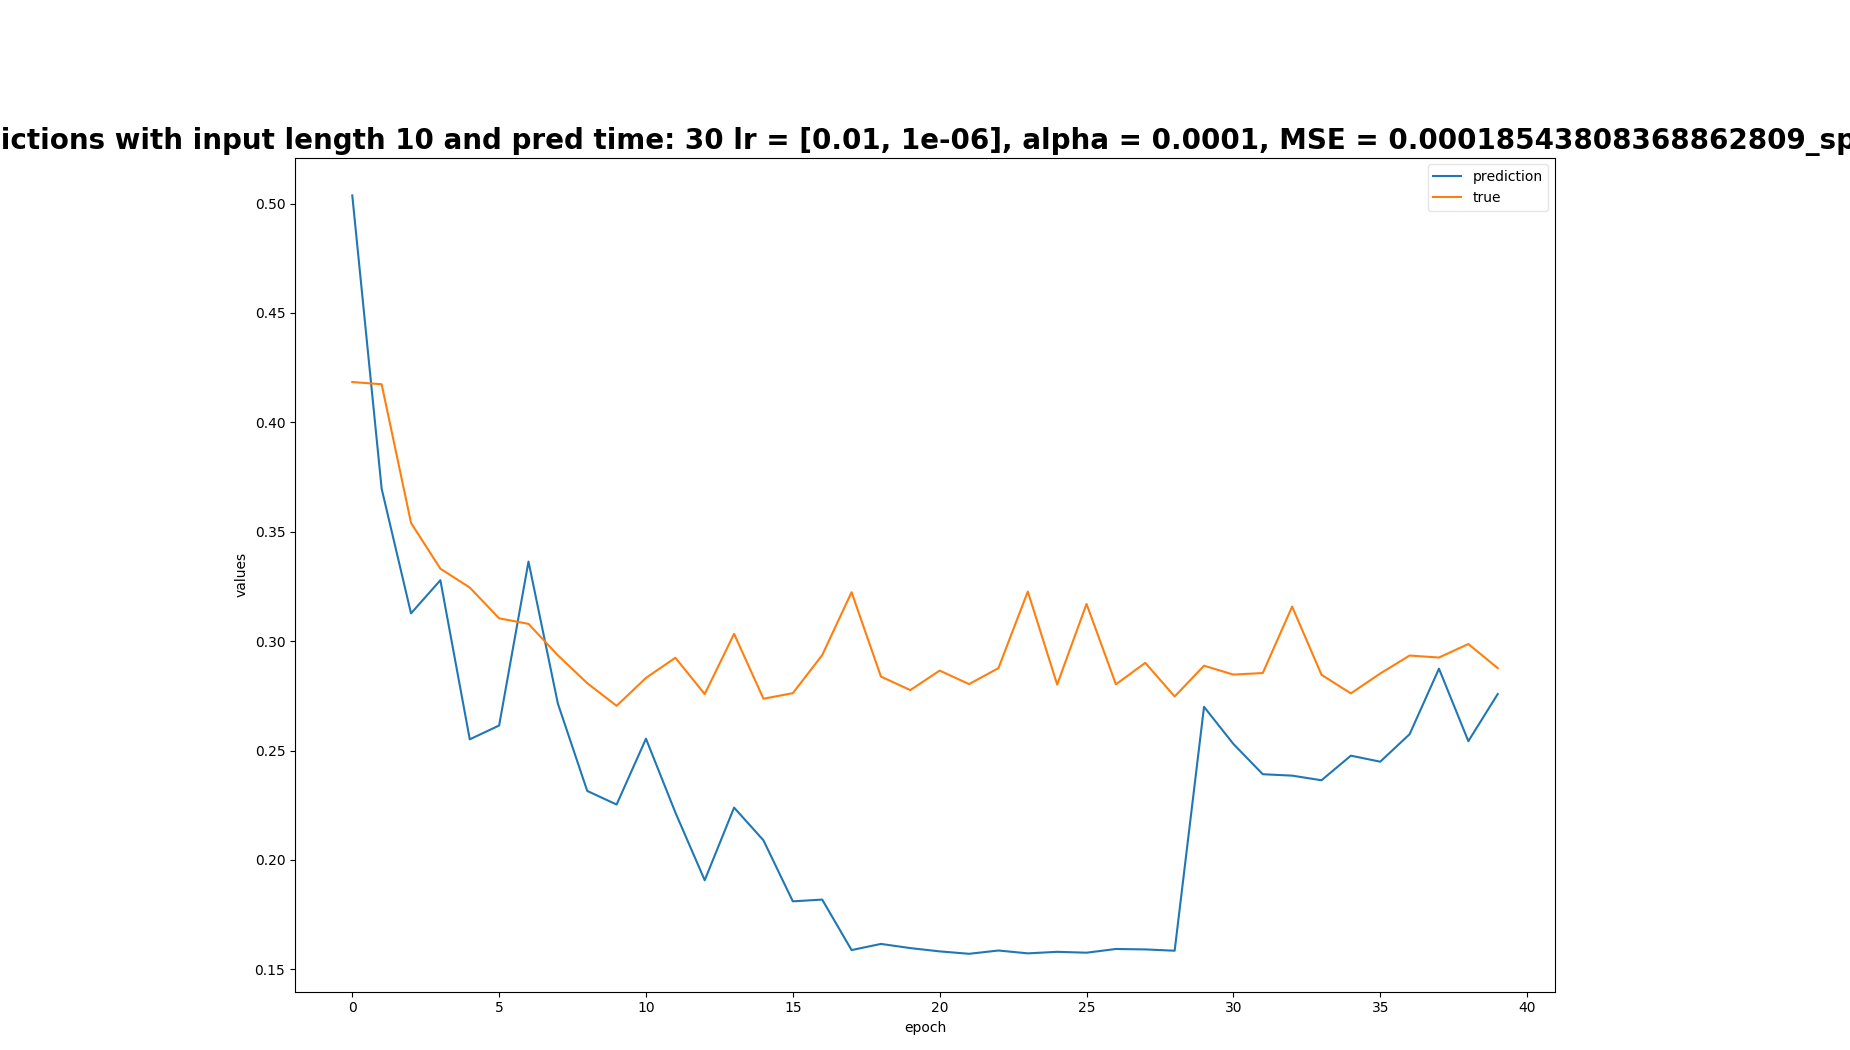 ictions with input length 10 and pred time: 30 lr = [0.01, 1e-06], alpha = 0.0001, MSE = 0.00018543808368862809_sp
prediction
true
0.50
0.45
0.40
0.35
0.30
0.25
0.20
0.15
values
0 5 10 15 20 25 30 35 40
epoch